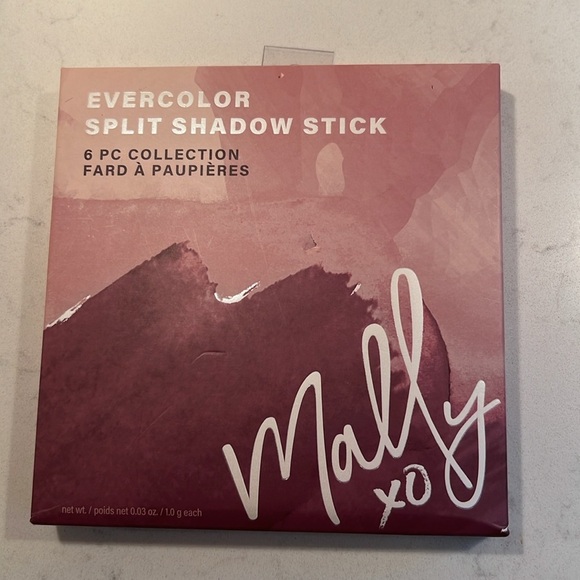 EVERCOLOR
SPLIT SHADOW STICK
6 PC COLLECTION
FARD À PAUPIÈRES
Mally
xo
net wt. / poids net 0.03 oz. / 1.0 g each